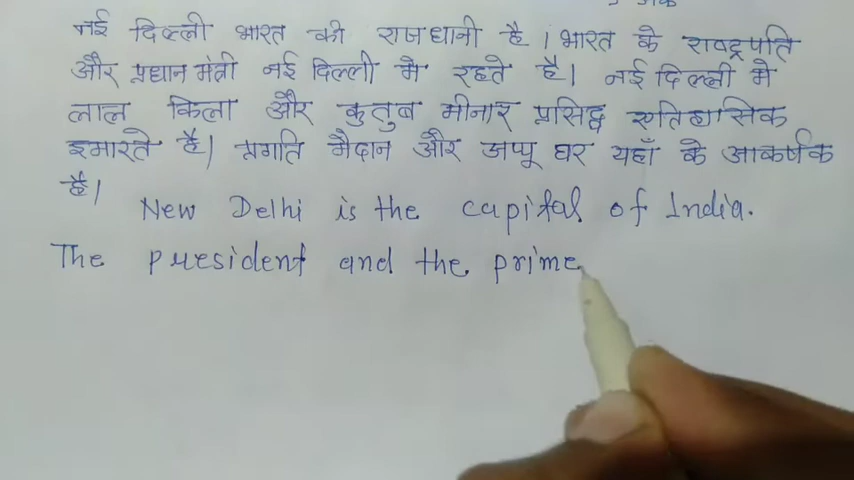 नई दिल्ली भारत की राजधानी है। भारत के राष्ट्रपति
और प्रधान मंत्री नई दिल्ली मे रहते है। नई दिल्ली मे
लाल किला और कुतुब मीनार प्रसिद्ध एतिहासिक
इमारते है। प्रगति मैदान और अप्पू घर यहाँ के आकर्षक
है।
New Delhi is the capital of India.
The president and the prime